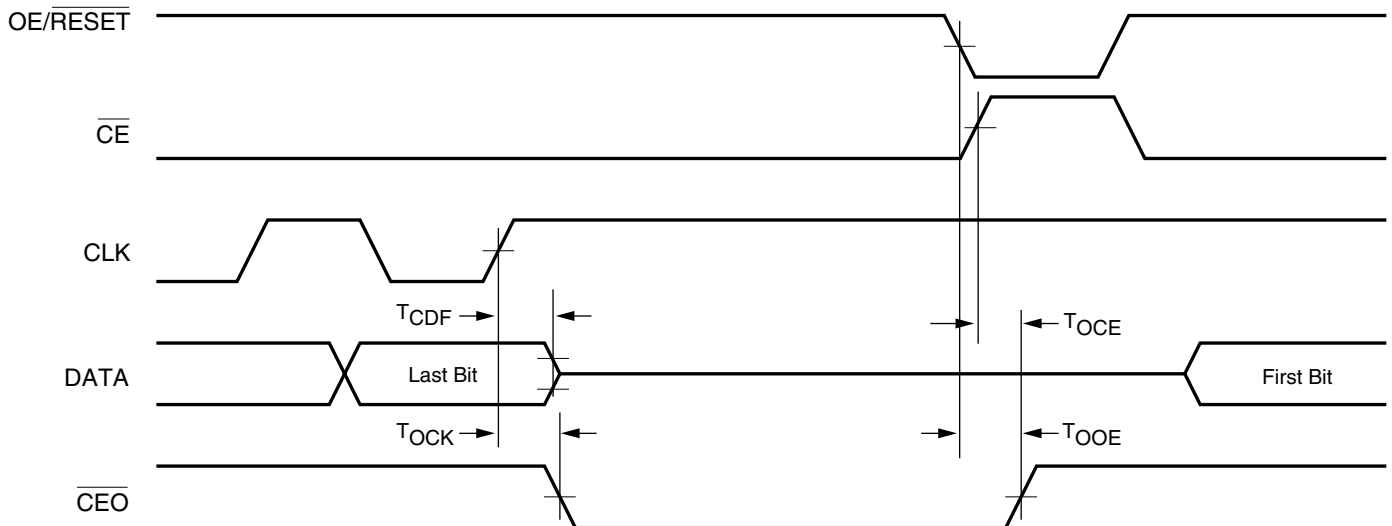 OE/RESET
CE
CLK
TCDF
TOCE
DATA
Last Bit
First Bit
TOCK
TOOE
CEO